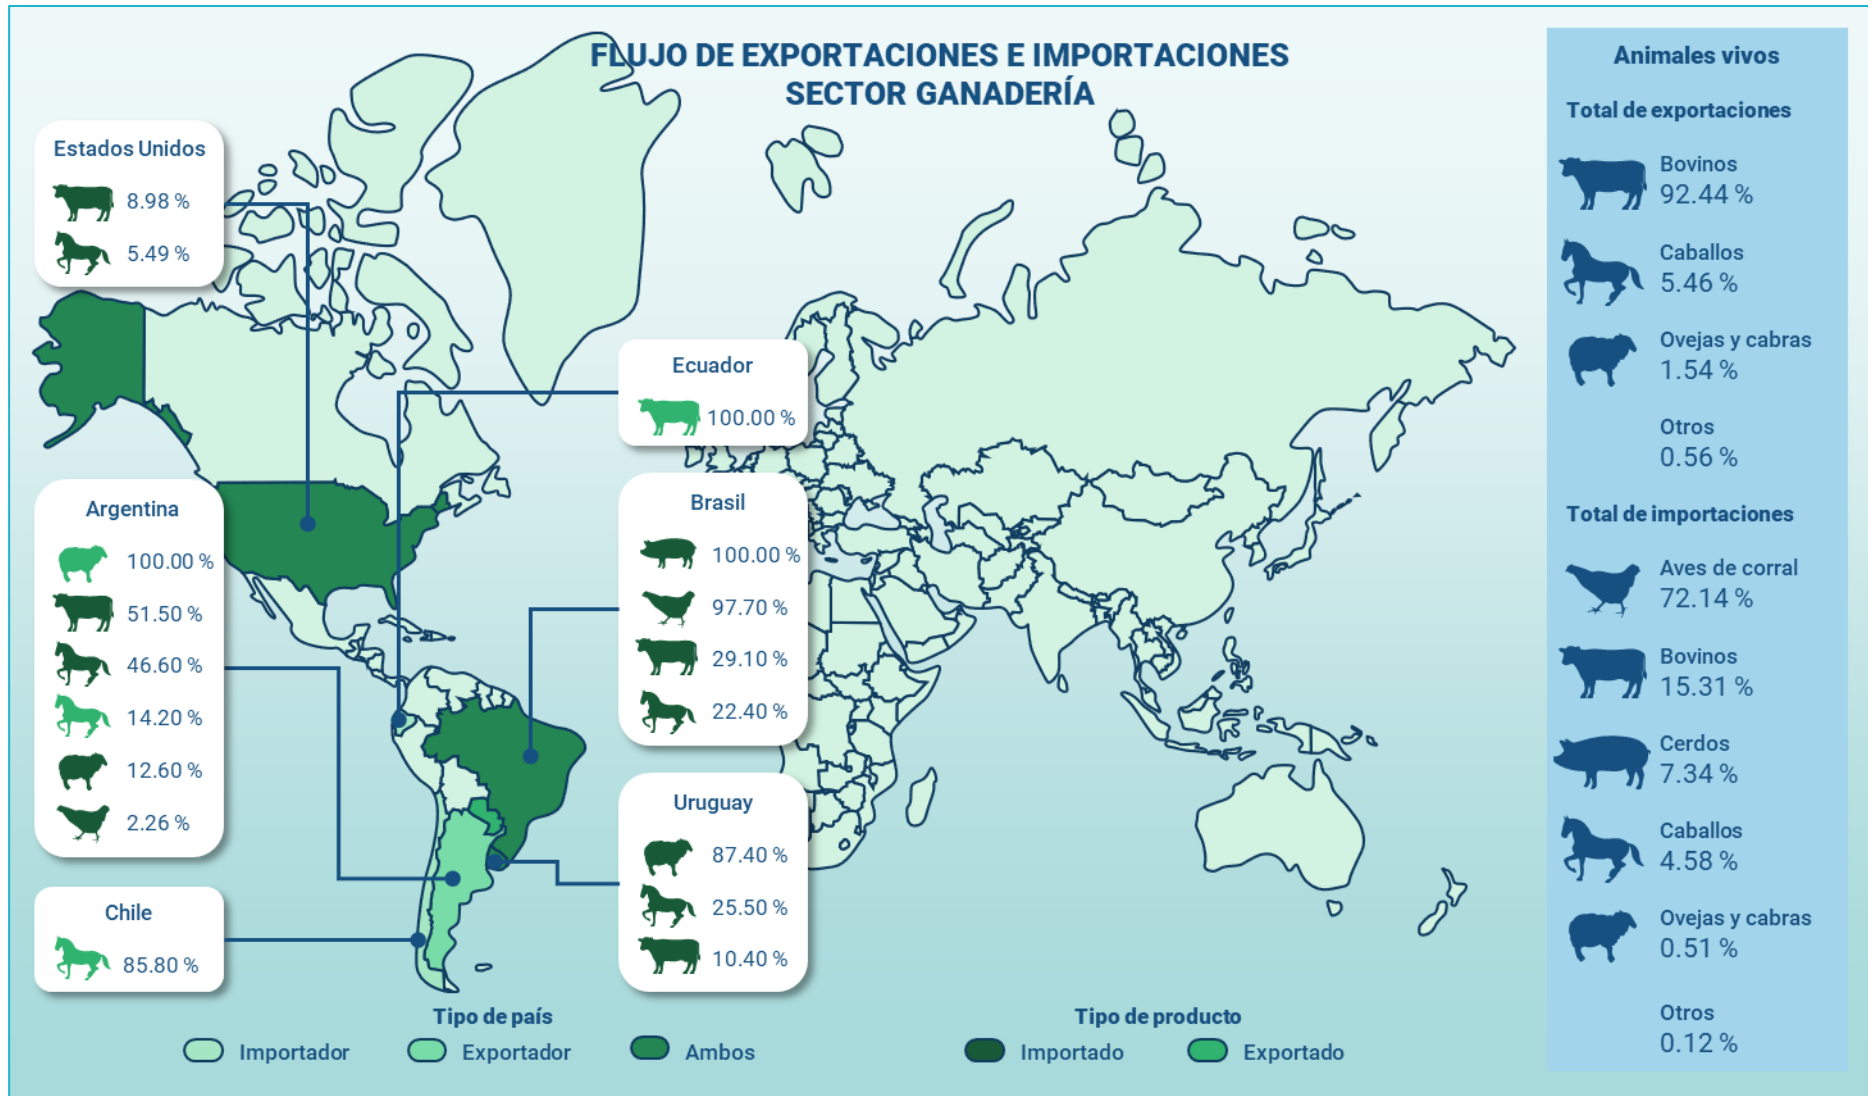 FLUJO DE EXPORTACIONES E IMPORTACIONES
SECTOR GANADERÍA
Estados Unidos
8.98 %
5.49 %
Argentina
100.00 %
51.50 %
46.60 %
14.20 %
12.60 %
2.26 %
Chile
85.80 %
Ecuador
100.00 %
Brasil
100.00 %
97.70 %
29.10 %
22.40 %
Uruguay
87.40 %
25.50 %
10.40 %
Tipo de país
Importador
Exportador
Ambos
Tipo de producto
Importado
Exportado
Animales vivos
Total de exportaciones
Bovinos
92.44 %
Caballos
5.46 %
Ovejas y cabras
1.54 %
Otros
0.56 %
Total de importaciones
Aves de corral
72.14 %
Bovinos
15.31 %
Cerdos
7.34 %
Caballos
4.58 %
Ovejas y cabras
0.51 %
Otros
0.12 %